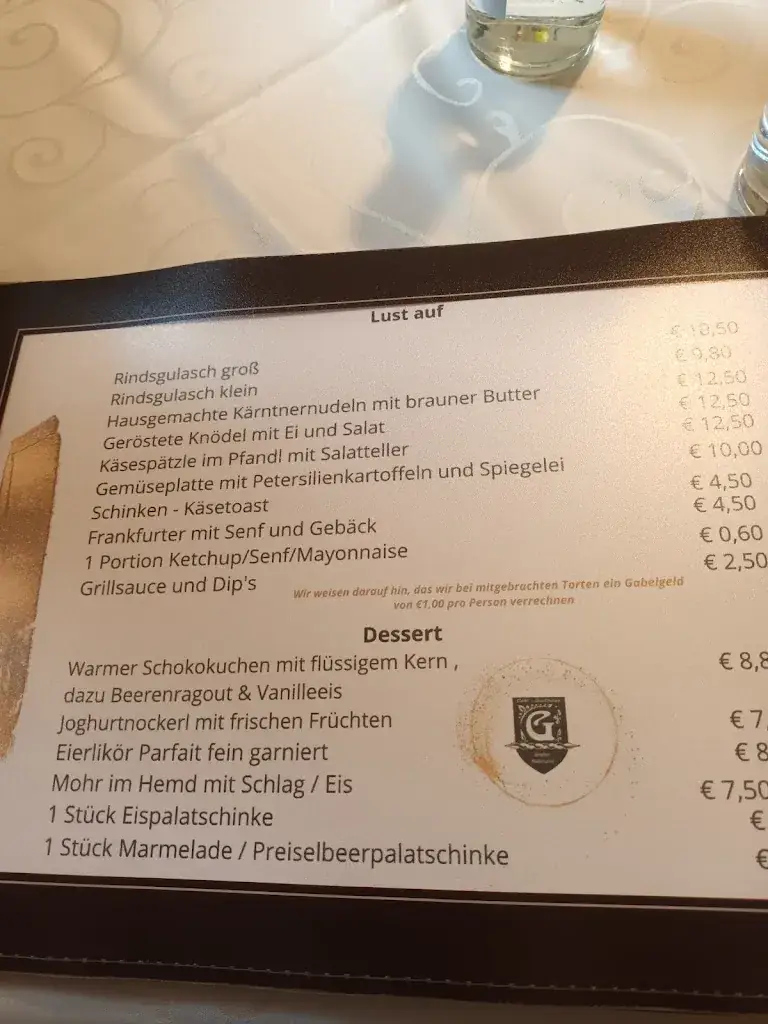 Lust auf
Rindsgulasch groß € 18,50
Rindsgulasch klein € 9,80
Hausgemachte Kärntnernudeln mit brauner Butter € 12,50
Geröstete Knödel mit Ei und Salat € 12,50
Käsespätzle im Pfandl mit Salatteller € 12,50
Gemüseplatte mit Petersilienkartoffeln und Spiegelei € 10,00
Schinken - Käsetoast € 4,50
Frankfurter mit Senf und Gebäck € 4,50
1 Portion Ketchup/Senf/Mayonnaise € 0,60
Grillsauce und Dip's € 2,50
Wir weisen darauf hin, das wir bei mitgebrachten Torten ein Gabelgeld
von €1,00 pro Person verrechnen
Dessert
Warmer Schokokuchen mit flüssigem Kern , € 8,8
dazu Beerenragout & Vanilleeis
Joghurtnockerl mit frischen Früchten € 7,
Eierlikör Parfait fein garniert € 8
Mohr im Hemd mit Schlag / Eis € 7,50
1 Stück Eispalatschinke €
1 Stück Marmelade / Preiselbeerpalatschinke €
G